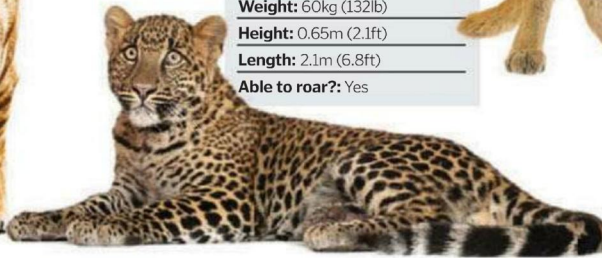 Weight: 60kg (132lb)
Height: 0.65m (2.1ft)
Length: 2.1m (6.8ft)
Able to roar?: Yes